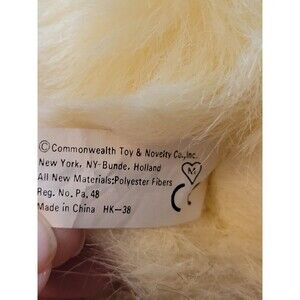 ©Commonwealth Toy & Novelty Co., Inc.
New York, NY-Bunde, Holland
All New Materials:Polyester Fibers
Reg. No. Pa. 48
Made in China HK-38